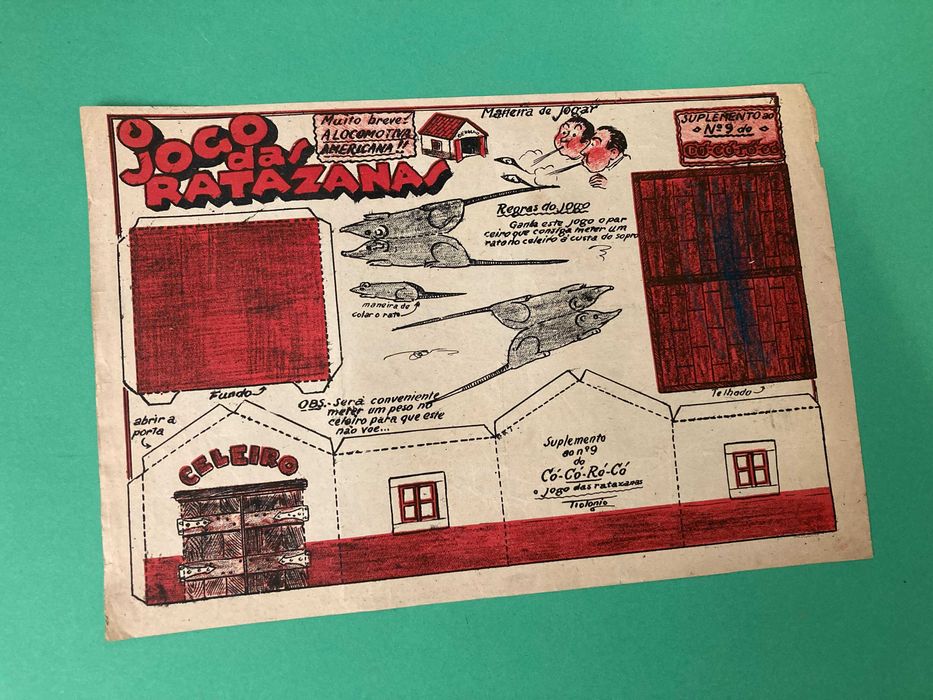 O
JOGO
das
RATAZANAS
Muito breve:
A LOCOMOTIVA
AMERICANA!!
Maneira de Jogar
SUPLEMENTO ao
Nº 9 do
CÓ-CÓ-RÓ-CÓ
Regras do jogo
Ganha este jogo o par
ceiro que consiga meter um
rato no celeiro á custa de sopro
maneira de
colar o rato
Fundo
Telhado
OBS.- Será conveniente
meter um peso no
celeiro para que este
não voe...
abrir a
porta
CELEIRO
Suplemento
ao nº 9
do
Có-Có-Ró-Có
o jogo das ratazanas